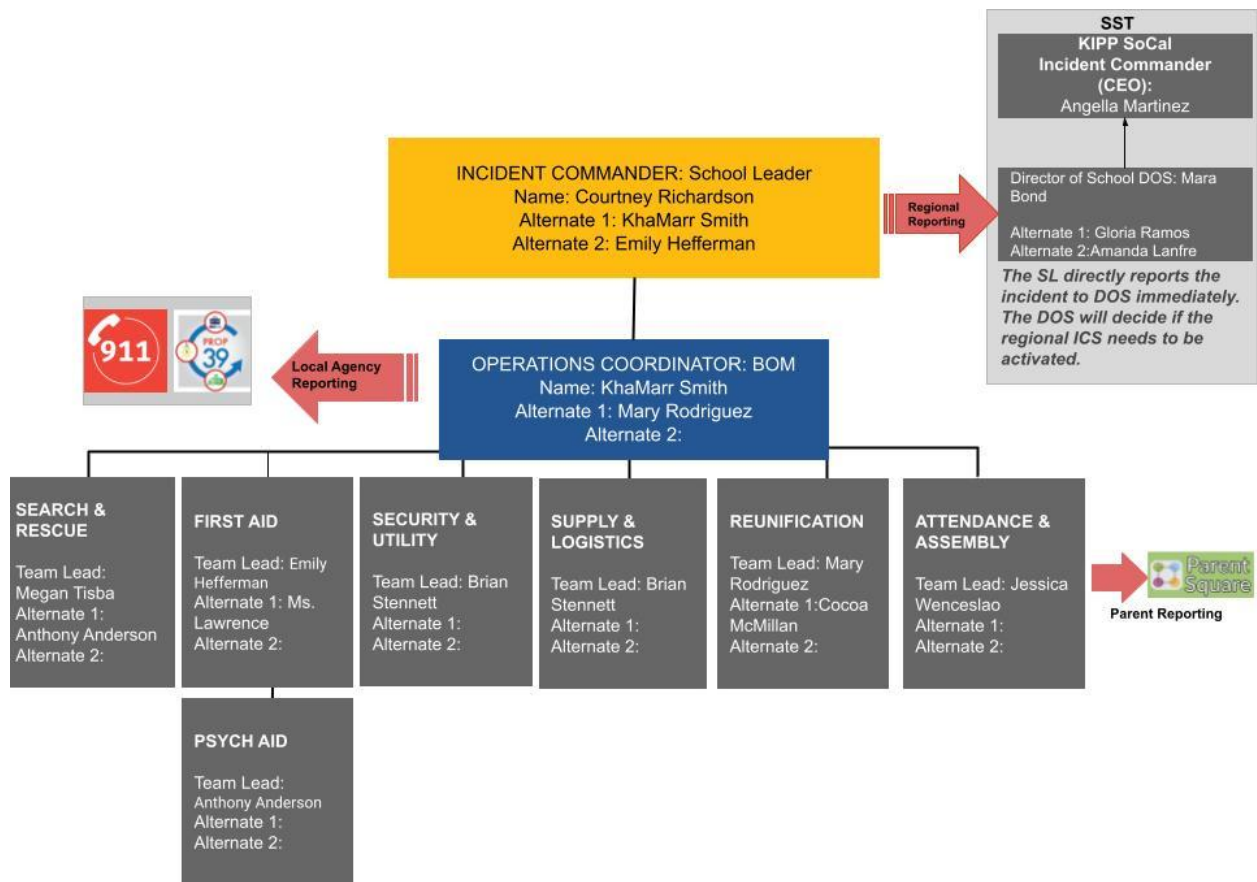 SST
KIPP SoCal
Incident Commander
(CEO):
Angella Martinez
INCIDENT COMMANDER: School Leader
Name: Courtney Richardson
Alternate 1: KhaMarr Smith
Alternate 2: Emily Hefferman
Regional
Reporting
Director of School DOS: Mara
Bond
Alternate 1: Gloria Ramos
Alternate 2:Amanda Lanfre
The SL directly reports the
incident to DOS immediately.
The DOS will decide if the
regional ICS needs to be
activated.
911
PROP
39
Local Agency
Reporting
OPERATIONS COORDINATOR: BOM
Name: KhaMarr Smith
Alternate 1: Mary Rodriguez
Alternate 2:
SEARCH &
RESCUE
Team Lead:
Megan Tisba
Alternate 1:
Anthony Anderson
Alternate 2:
FIRST AID
Team Lead: Emily
Hefferman
Alternate 1: Ms.
Lawrence
Alternate 2:
SECURITY &
UTILITY
Team Lead: Brian
Stennett
Alternate 1:
Alternate 2:
SUPPLY &
LOGISTICS
Team Lead: Brian
Stennett
Alternate 1:
Alternate 2:
REUNIFICATION
Team Lead: Mary
Rodriguez
Alternate 1:Cocoa
McMillan
Alternate 2:
ATTENDANCE &
ASSEMBLY
Team Lead: Jessica
Wenceslao
Alternate 1:
Alternate 2:
Parent
Square
Parent Reporting
PSYCH AID
Team Lead:
Anthony Anderson
Alternate 1:
Alternate 2: